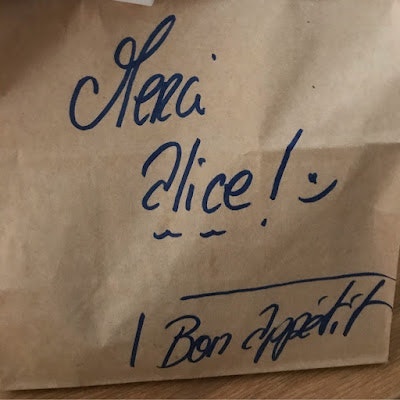 Merci
Alice! :)
Bon appétit